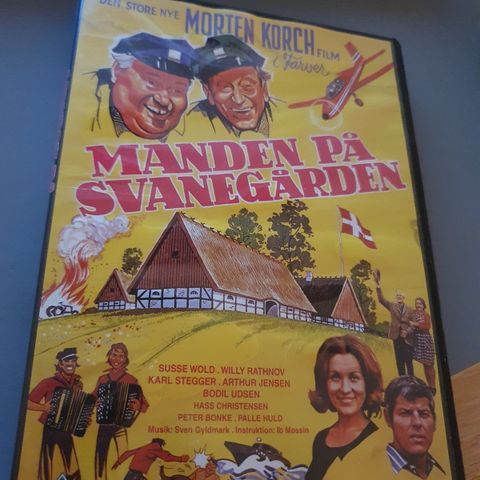 DEN STORE NYE
MORTEN KORCH
FILM
i Farver
MANDEN PÅ
SVANEGÅRDEN
SUSSE WOLD . WILLY RATHNOV
KARL STEGGER . ARTHUR JENSEN
BODIL UDSEN
HASS CHRISTENSEN
PETER BONKE . PALLE HULD
Musik: Sven Gyldmark . Instruktion: Ib Mossin